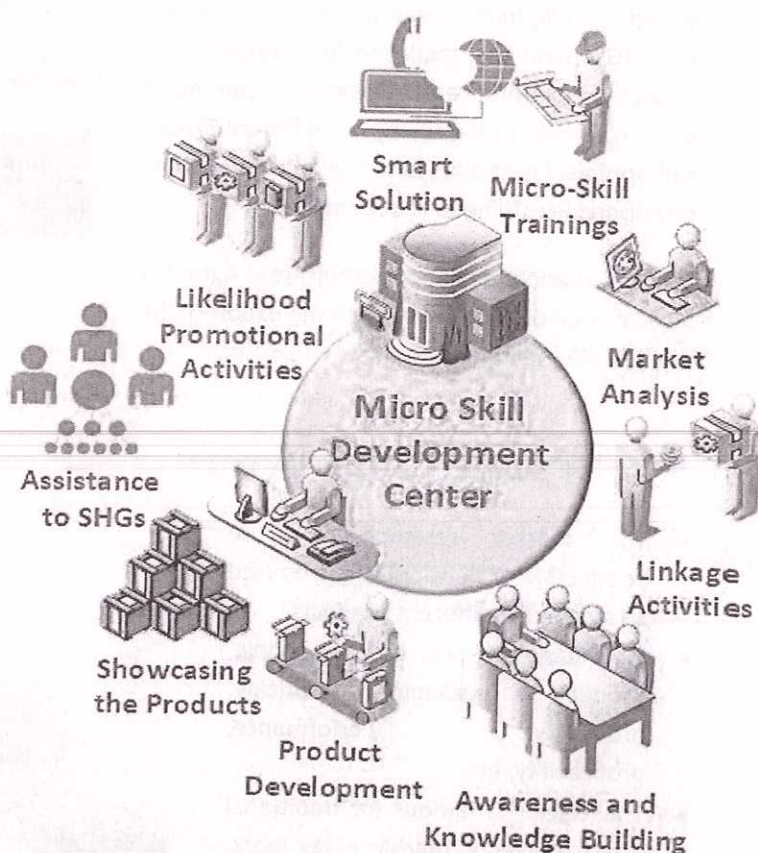 Smart
Solution
Micro-Skill
Trainings
Likelihood
Promotional
Activities
Market
Analysis
Micro Skill
Development
Center
Assistance
to SHGs
Linkage
Activities
Showcasing
the Products
Product
Development
Awareness and
Knowledge Building